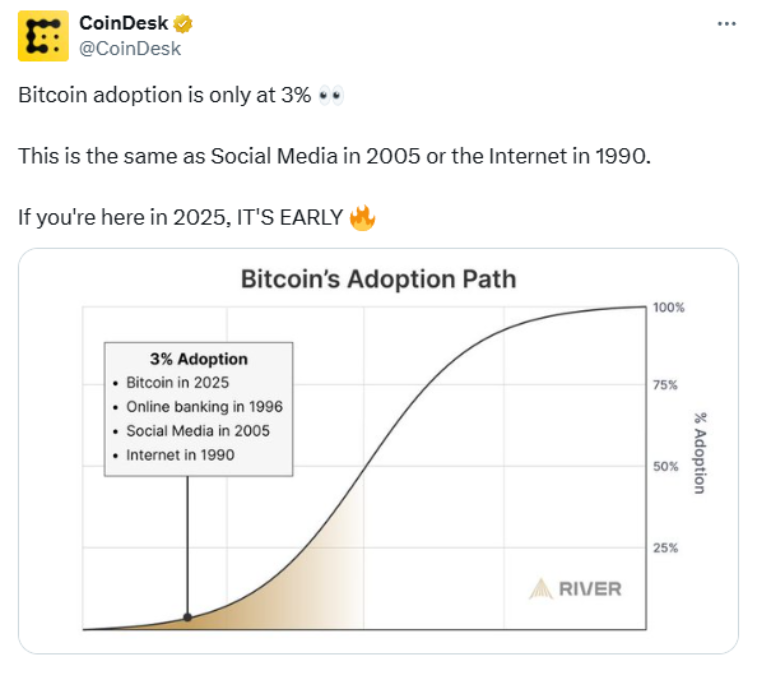 CoinDesk
@CoinDesk
Bitcoin adoption is only at 3% 👀
This is the same as Social Media in 2005 or the Internet in 1990.
If you're here in 2025, IT'S EARLY 🔥
Bitcoin's Adoption Path
100%
3% Adoption
• Bitcoin in 2025
• Online banking in 1996
• Social Media in 2005
• Internet in 1990
75%
% Adoption
50%
25%
RIVER